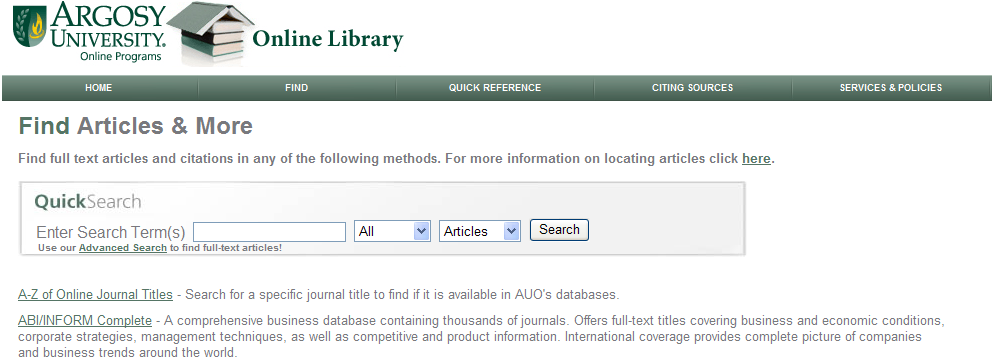 ARGOSY
UNIVERSITY.
Online Programs
Online Library
HOME FIND QUICK REFERENCE CITING SOURCES SERVICES & POLICIES
Find Articles & More
Find full text articles and citations in any of the following methods. For more information on locating articles click here.
QuickSearch
Enter Search Term(s) All Articles Search
Use our Advanced Search to find full-text articles!
A-Z of Online Journal Titles - Search for a specific journal title to find if it is available in AUO's databases.
ABI/INFORM Complete - A comprehensive business database containing thousands of journals. Offers full-text titles covering business and economic conditions,
corporate strategies, management techniques, as well as competitive and product information. International coverage provides complete picture of companies
and business trends around the world.